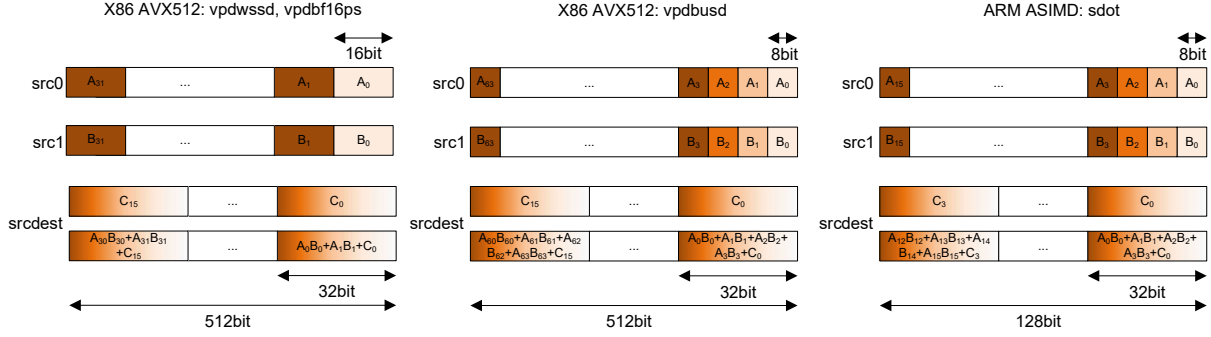 X86 AVX512: vpdwssd, vpdbf16ps
16bit
src0
A₃₁ ... A₁ A₀
src1
B₃₁ ... B₁ B₀
srcdest
C₁₅ ... C₀
A₃₀B₃₀+A₃₁B₃₁
+C₁₅
...
A₀B₀+A₁B₁+C₀
32bit
512bit
X86 AVX512: vpdbusd
8bit
src0
A₆₃ ... A₃ A₂ A₁ A₀
src1
B₆₃ ... B₃ B₂ B₁ B₀
srcdest
C₁₅ ... C₀
A₆₀B₆₀+A₆₁B₆₁+A₆₂
B₆₂+A₆₃B₆₃+C₁₅
...
A₀B₀+A₁B₁+A₂B₂+
A₃B₃+C₀
32bit
512bit
ARM ASIMD: sdot
8bit
src0
A₁₅ ... A₃ A₂ A₁ A₀
src1
B₁₅ ... B₃ B₂ B₁ B₀
srcdest
C₃ ... C₀
A₁₂B₁₂+A₁₃B₁₃+A₁₄
B₁₄+A₁₅B₁₅+C₃
...
A₀B₀+A₁B₁+A₂B₂+
A₃B₃+C₀
32bit
128bit